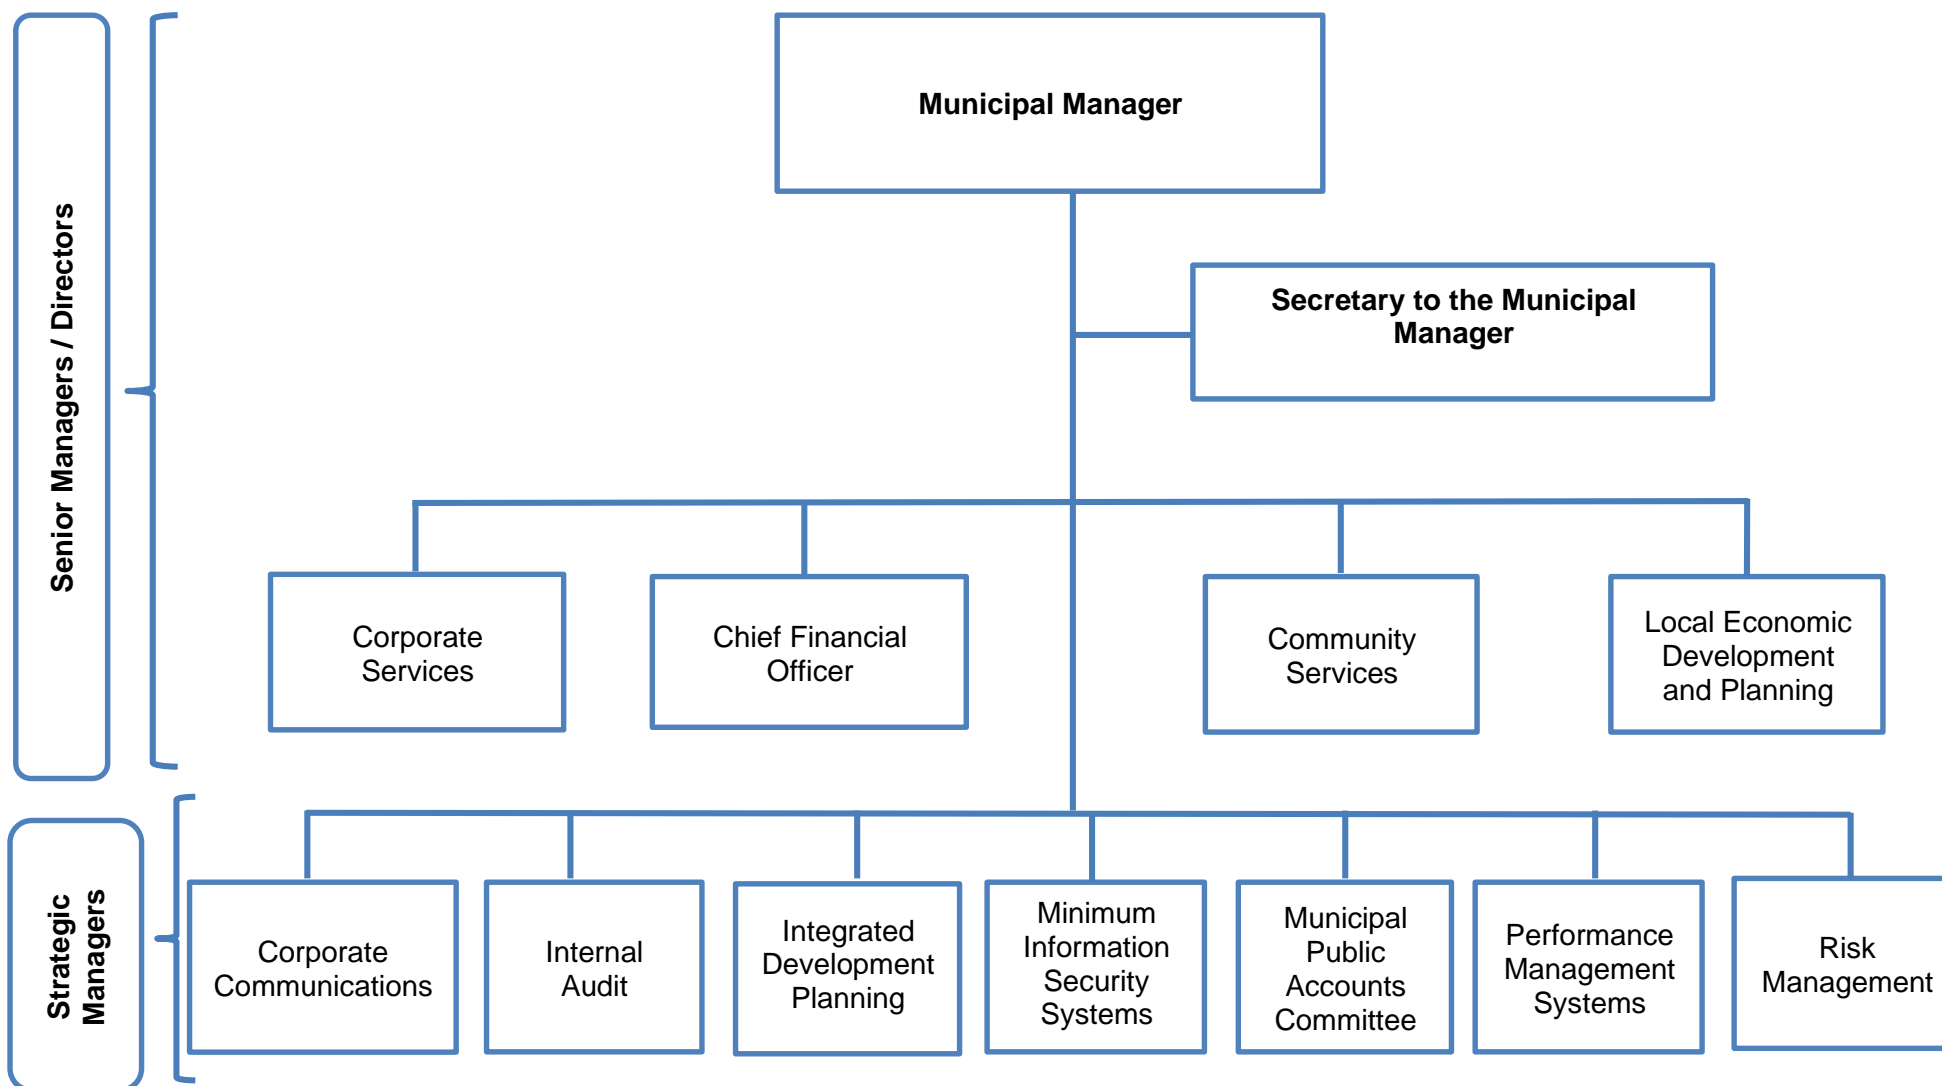 Senior Managers / Directors
Municipal Manager
Secretary to the Municipal
Manager
Corporate
Services
Chief Financial
Officer
Community
Services
Local Economic
Development
and Planning
Strategic
Managers
Corporate
Communications
Internal
Audit
Integrated
Development
Planning
Minimum
Information
Security
Systems
Municipal
Public
Accounts
Committee
Performance
Management
Systems
Risk
Management